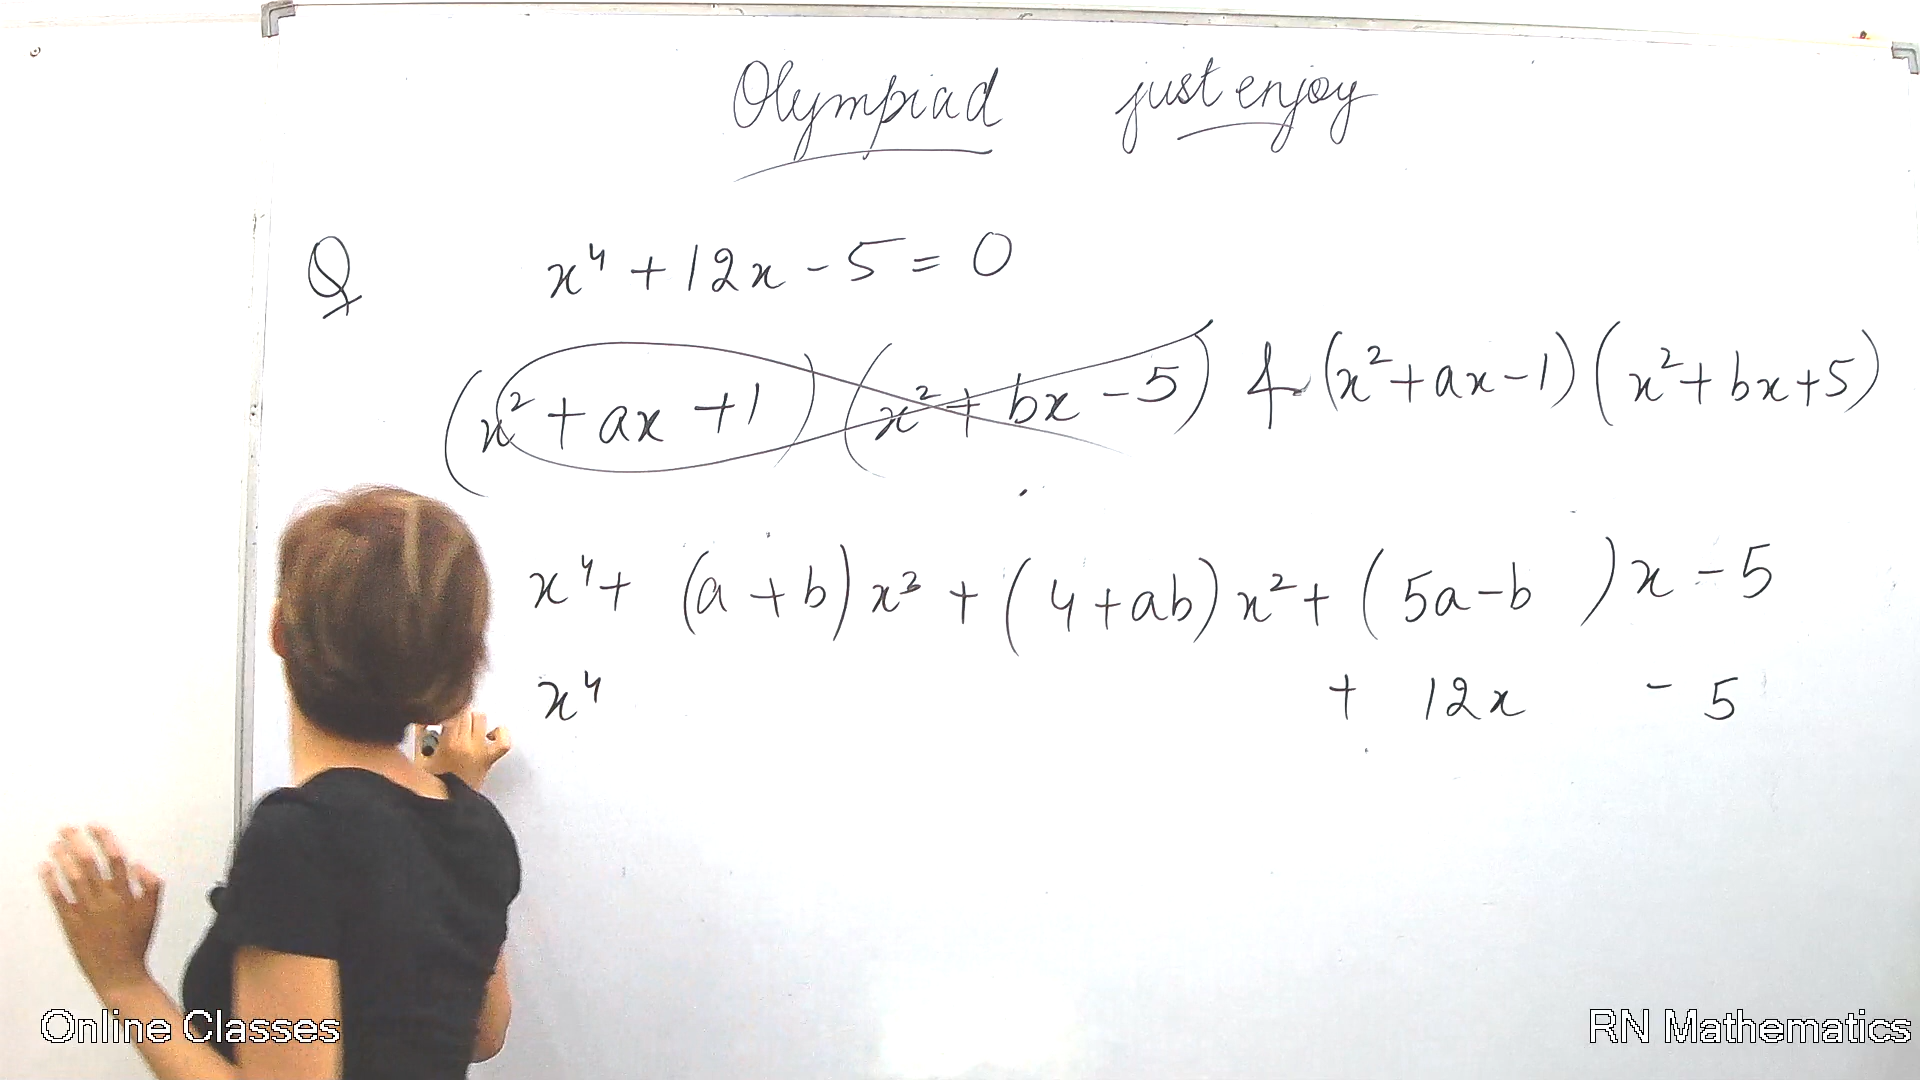 Olympiad just enjoy
Q x⁴ + 12x - 5 = 0
(x² + ax + 1) (x² + bx - 5) & (x² + ax - 1) (x² + bx + 5)
x⁴ + (a + b) x³ + (4 + ab) x² + (5a - b ) x - 5
x⁴ + 12x - 5
Online Classes
RN Mathematics